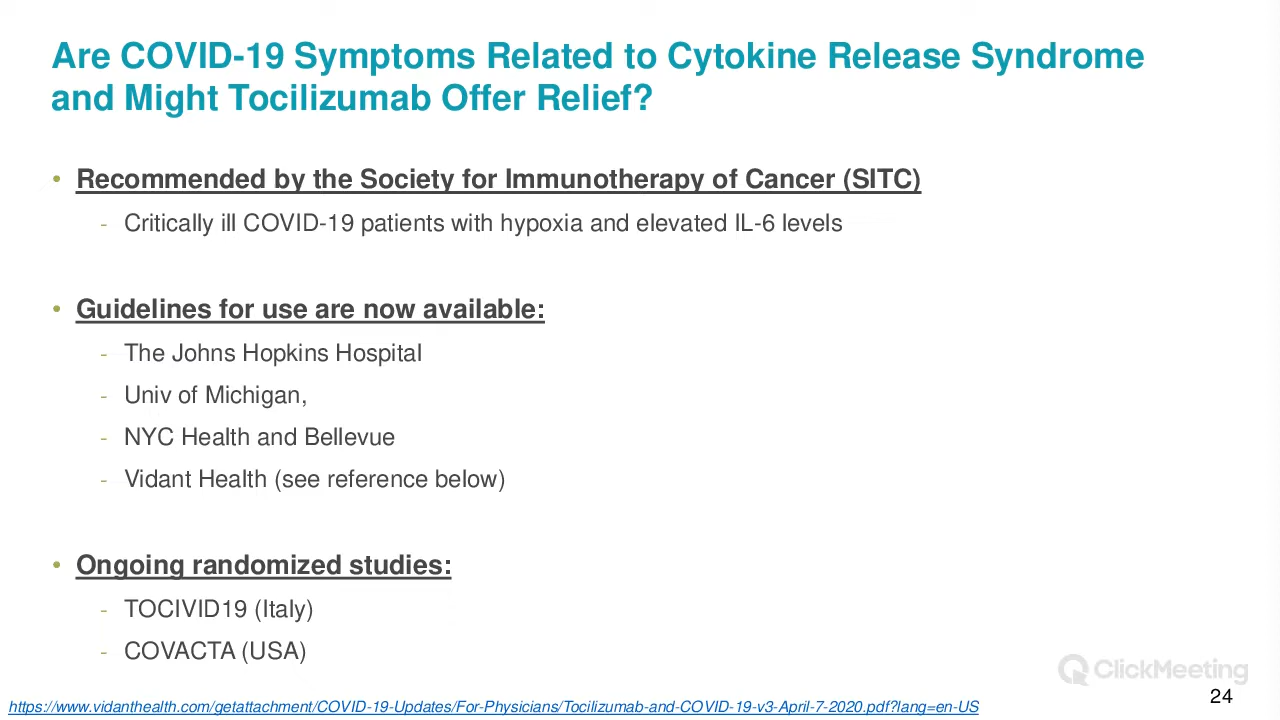 Are COVID-19 Symptoms Related to Cytokine Release Syndrome
and Might Tocilizumab Offer Relief?
• Recommended by the Society for Immunotherapy of Cancer (SITC)
- Critically ill COVID-19 patients with hypoxia and elevated IL-6 levels
• Guidelines for use are now available:
- The Johns Hopkins Hospital
- Univ of Michigan,
- NYC Health and Bellevue
- Vidant Health (see reference below)
• Ongoing randomized studies:
- TOCIVID19 (Italy)
- COVACTA (USA)
ClickMeeting
24
https://www.vidanthealth.com/getattachment/COVID-19-Updates/For-Physicians/Tocilizumab-and-COVID-19-v3-April-7-2020.pdf?lang=en-US